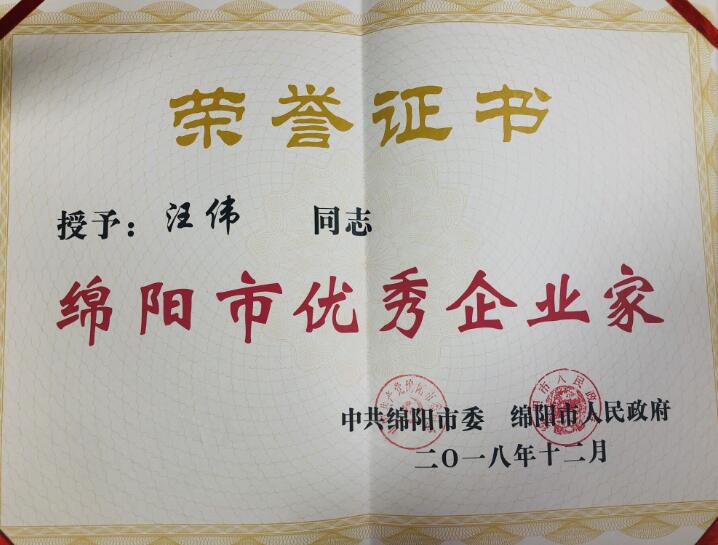 荣誉证书
授予：汪伟 同志
绵阳市优秀企业家
中共绵阳市委 绵阳市人民政府
二〇一八年十二月